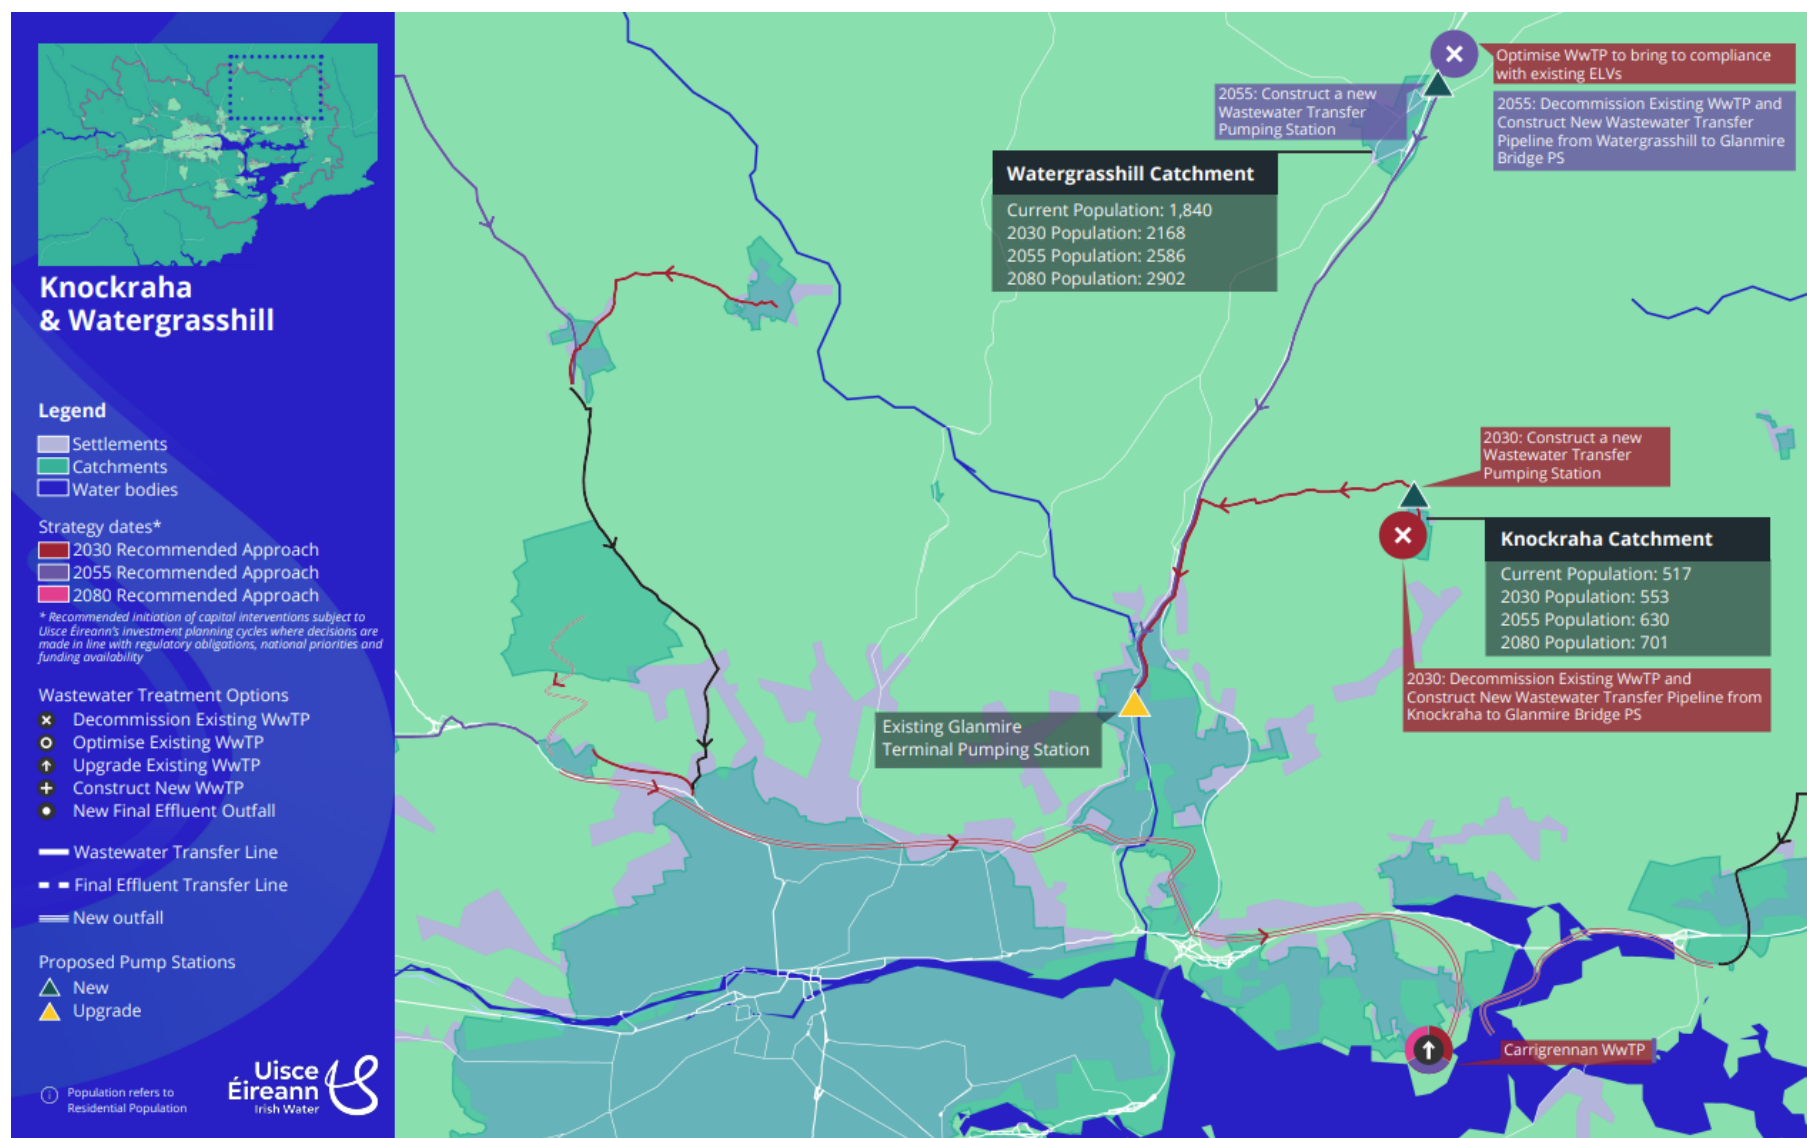 Knockraha
& Watergrasshill
Legend
Settlements
Catchments
Water bodies
Strategy dates*
2030 Recommended Approach
2055 Recommended Approach
2080 Recommended Approach
* Recommended initiation of capital interventions subject to
Uisce Éireann's investment planning cycles where decisions are
made in line with regulatory obligations, national priorities and
funding availability
Wastewater Treatment Options
Decommission Existing WwTP
Optimise Existing WwTP
Upgrade Existing WwTP
Construct New WwTP
New Final Effluent Outfall
Wastewater Transfer Line
Final Effluent Transfer Line
New outfall
Proposed Pump Stations
New
Upgrade
Population refers to
Residential Population
Uisce
Éireann
Irish Water
Optimise WwTP to bring to compliance
with existing ELVs
2055: Construct a new
Wastewater Transfer
Pumping Station
2055: Decommission Existing WwTP and
Construct New Wastewater Transfer
Pipeline from Watergrasshill to Glanmire
Bridge PS
Watergrasshill Catchment
Current Population: 1,840
2030 Population: 2168
2055 Population: 2586
2080 Population: 2902
2030: Construct a new
Wastewater Transfer
Pumping Station
Knockraha Catchment
Current Population: 517
2030 Population: 553
2055 Population: 630
2080 Population: 701
2030: Decommission Existing WwTP and
Construct New Wastewater Transfer Pipeline from
Knockraha to Glanmire Bridge PS
Existing Glanmire
Terminal Pumping Station
Carrigrennan WwTP